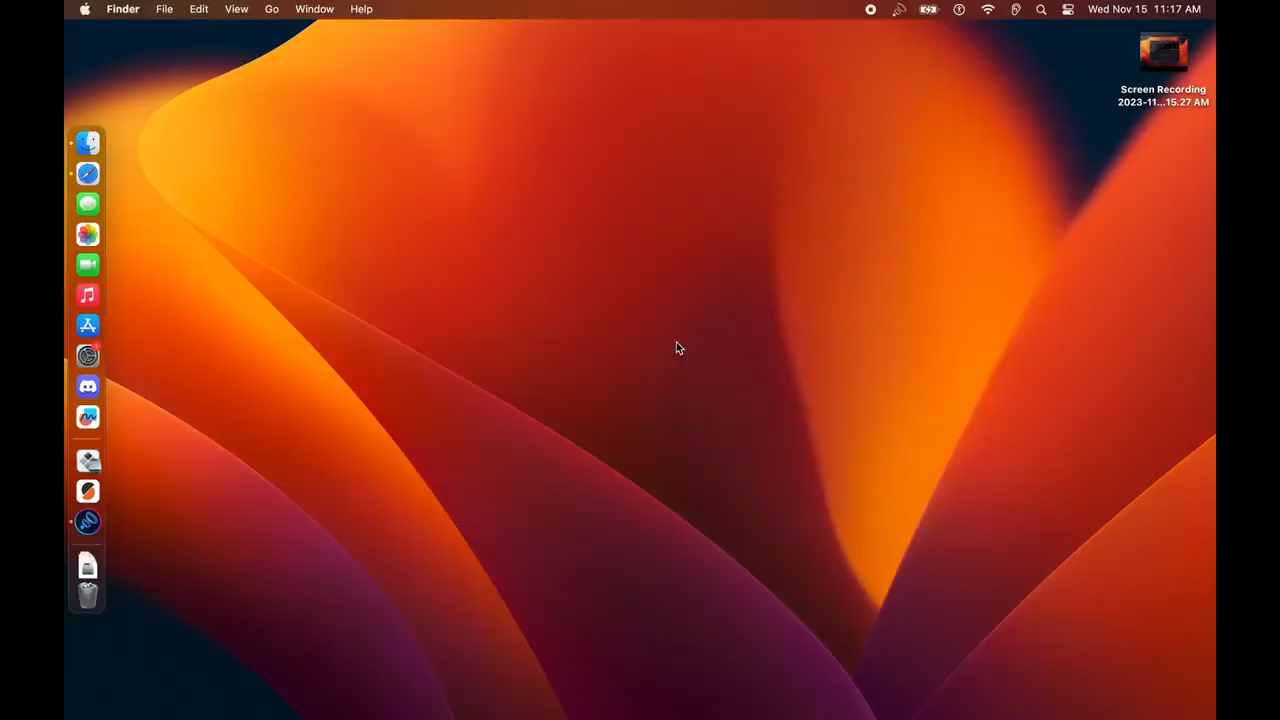 Finder File Edit View Go Window Help Wed Nov 15 11:17 AM
Screen Recording
2023-11...15.27 AM
1